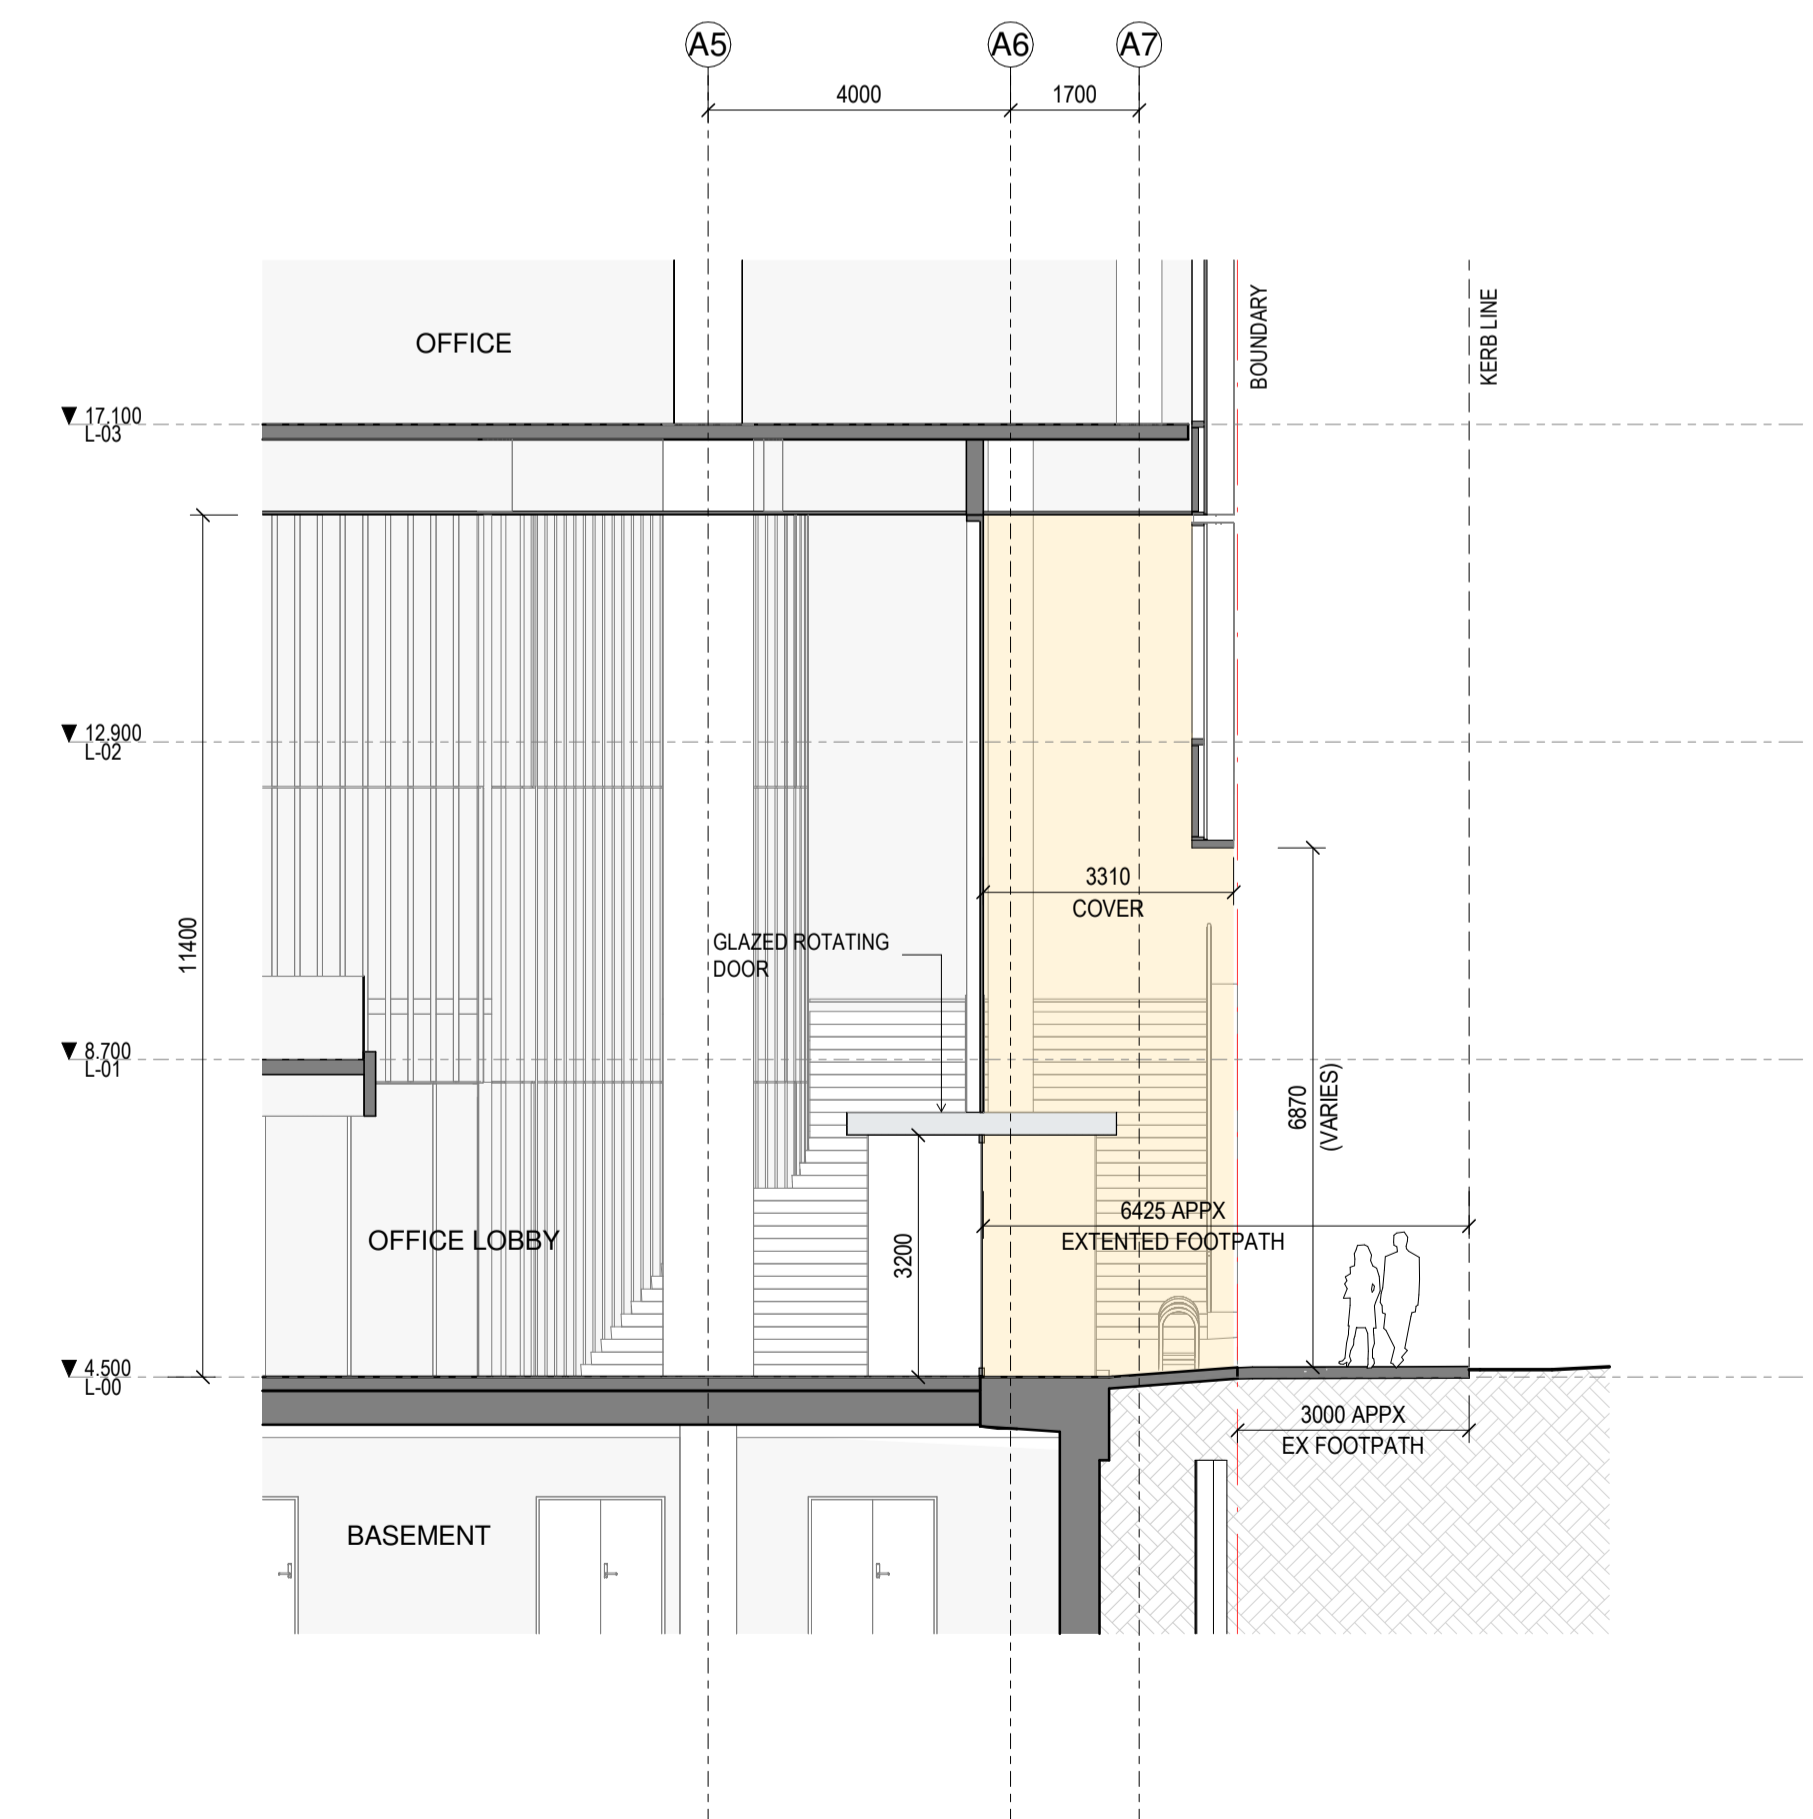 A5
A6
A7
4000
1700
BOUNDARY
KERB LINE
OFFICE
17,100
L-03
12.900
L-02
3310
COVER
GLAZED ROTATING
DOOR
11400
8.700
L-01
6870
(VARIES)
6425 APPX
EXTENTED FOOTPATH
OFFICE LOBBY
3200
4.500
L-00
3000 APPX
EX FOOTPATH
BASEMENT